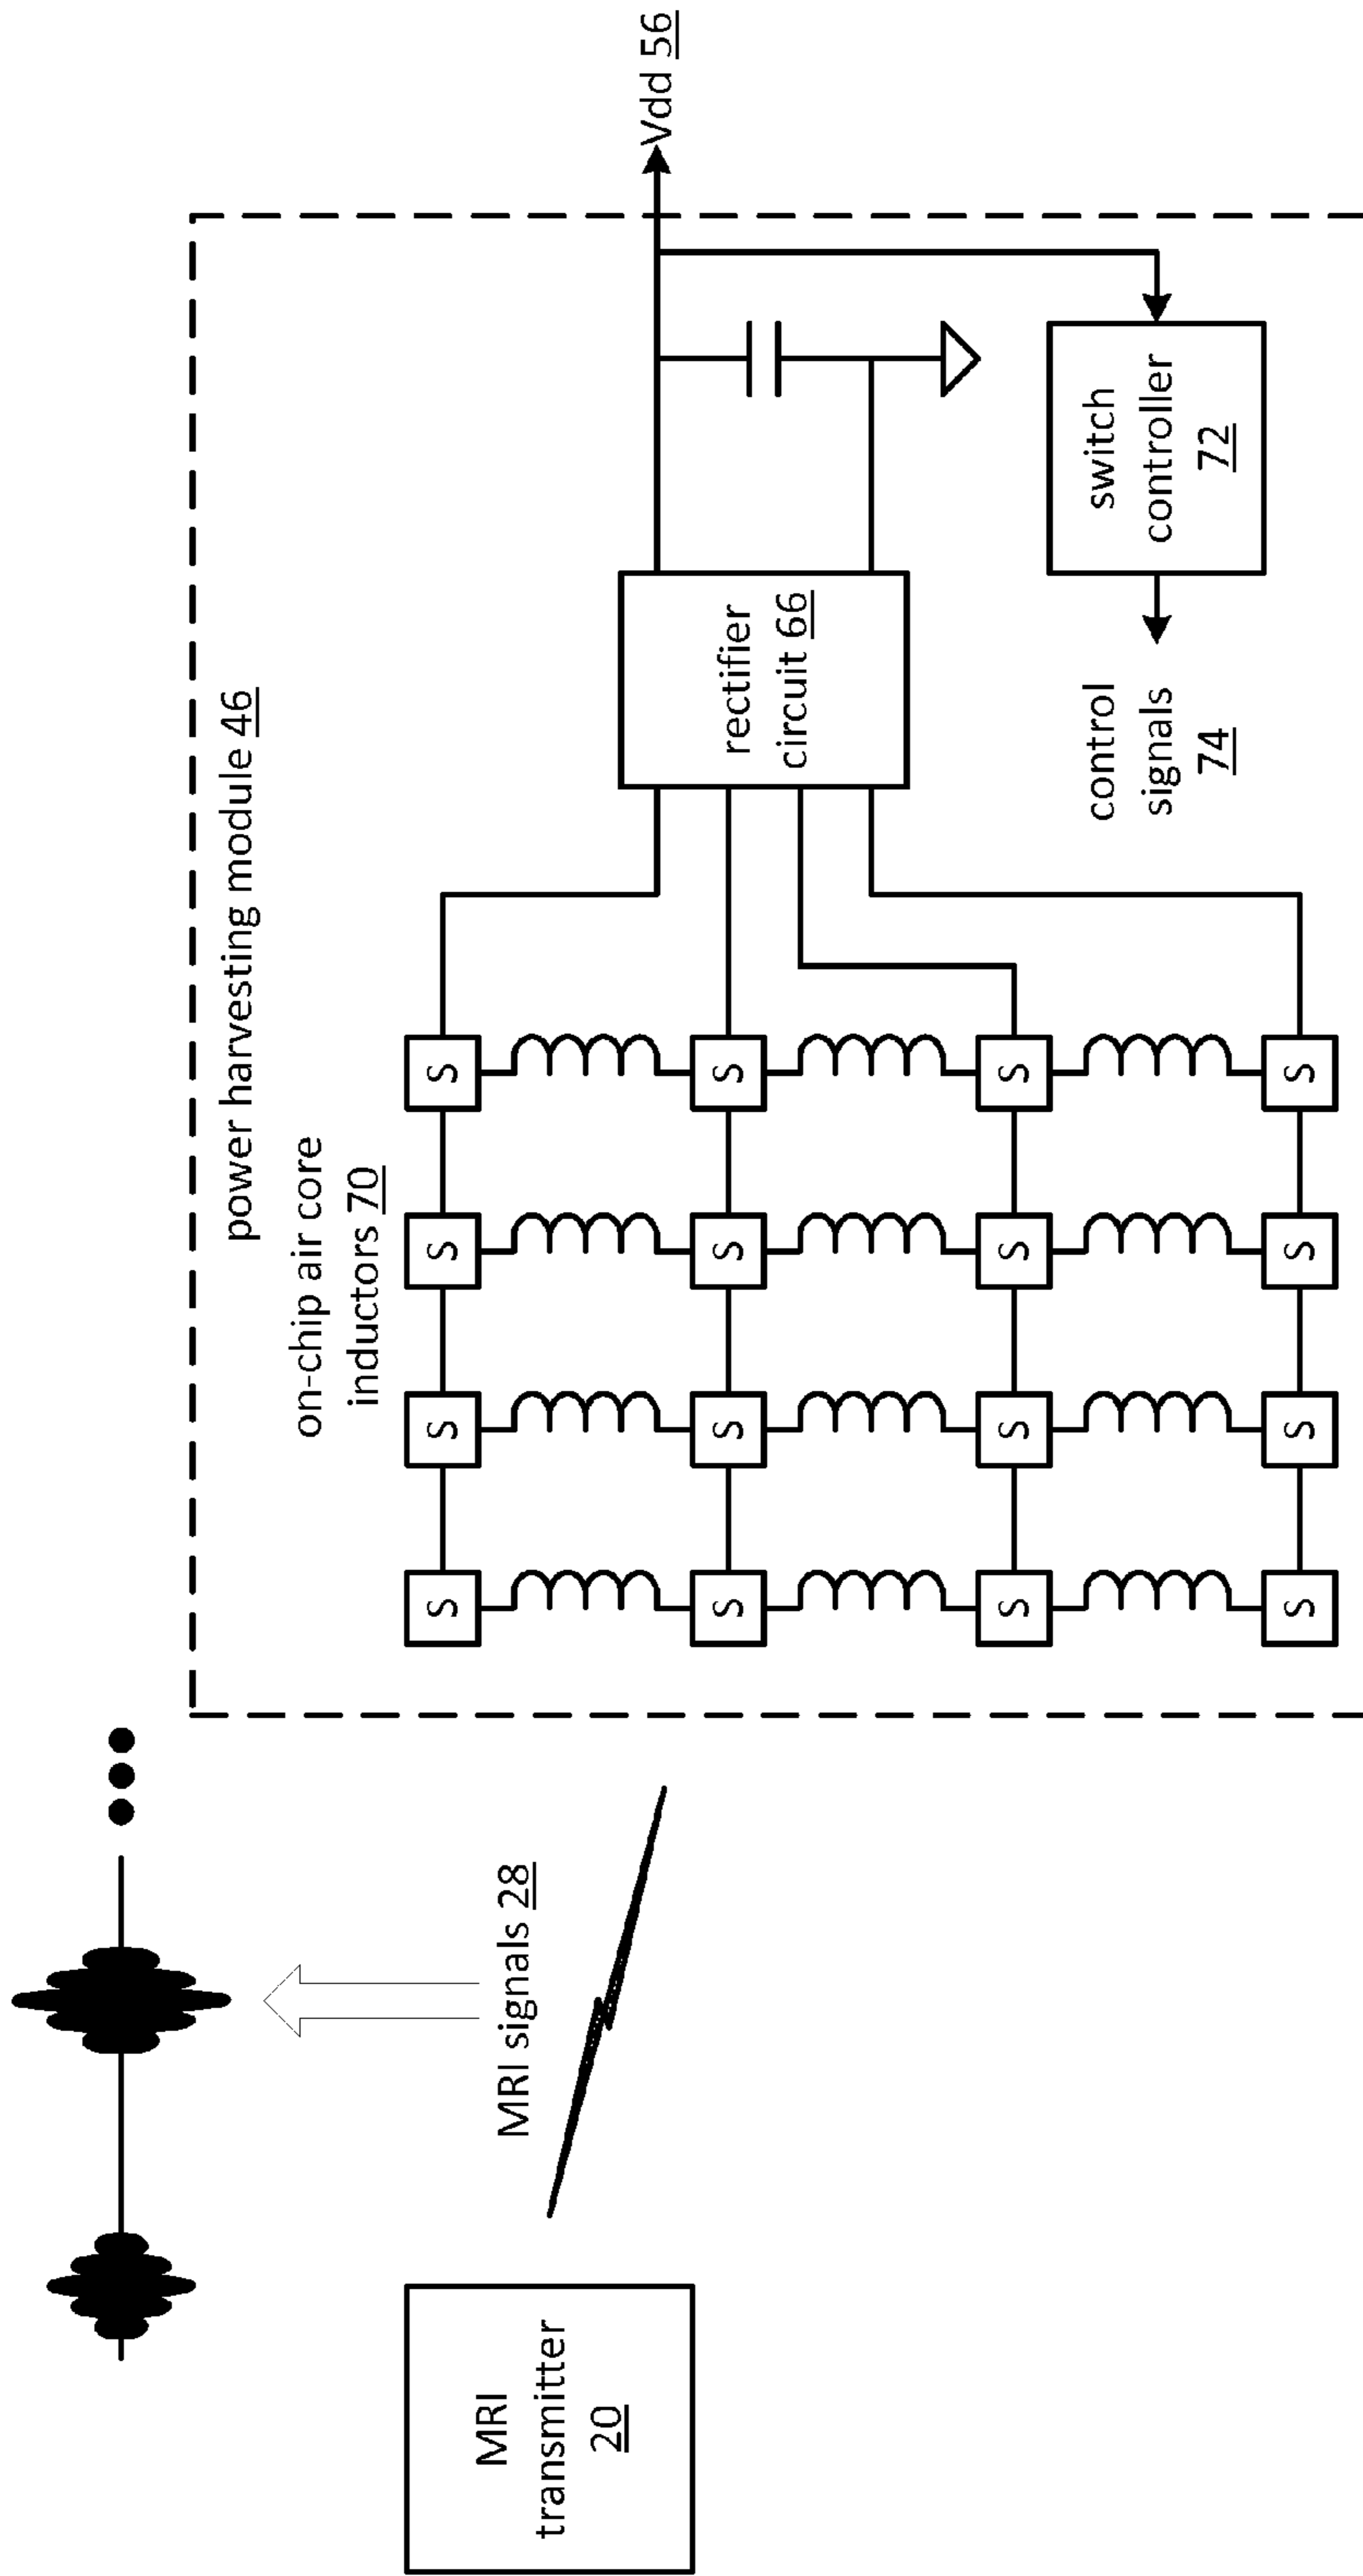 power harvesting module 46
on-chip air core
inductors 70
MRI
transmitter
20
MRI signals 28
S S S S
S S S S
S S S S
S S S S
rectifier
circuit 66
Vdd 56
control
signals
74
switch
controller
72